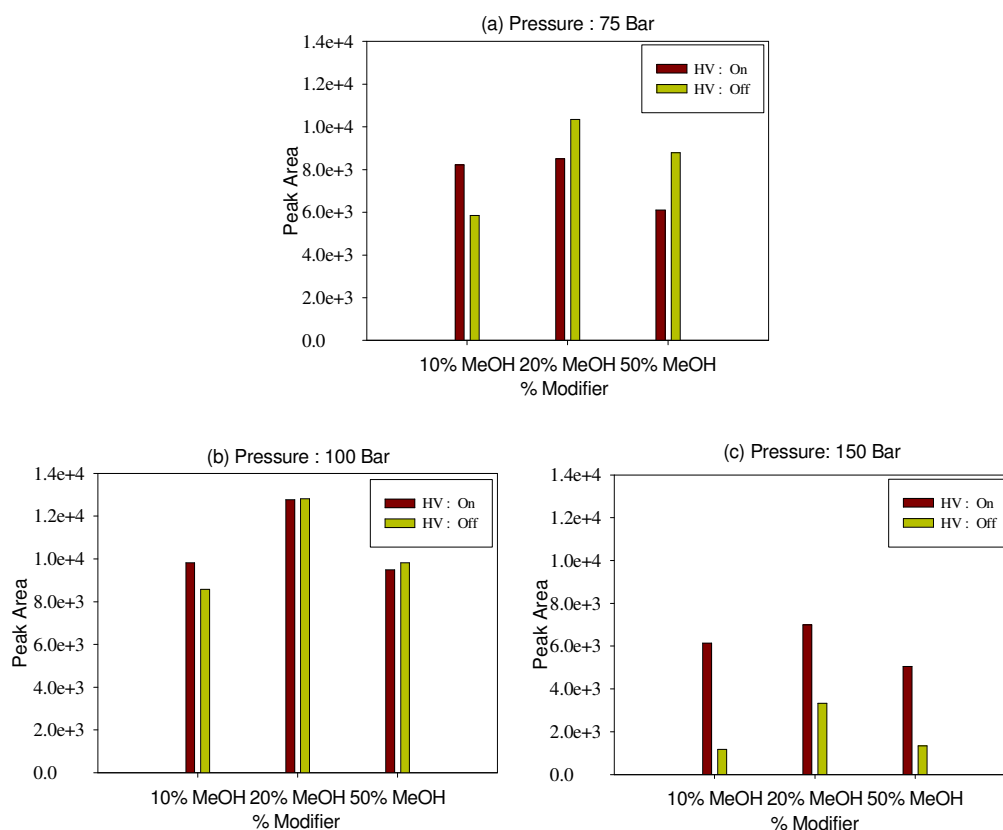 (a) Pressure : 75 Bar
1.4e+4
1.2e+4
1.0e+4
8.0e+3
6.0e+3
4.0e+3
2.0e+3
0.0
Peak Area
HV : On
HV : Off
10% MeOH 20% MeOH 50% MeOH
% Modifier
(b) Pressure : 100 Bar
1.4e+4
1.2e+4
1.0e+4
8.0e+3
6.0e+3
4.0e+3
2.0e+3
0.0
Peak Area
HV : On
HV : Off
10% MeOH 20% MeOH 50% MeOH
% Modifier
(c) Pressure: 150 Bar
1.4e+4
1.2e+4
1.0e+4
8.0e+3
6.0e+3
4.0e+3
2.0e+3
0.0
Peak Area
HV : On
HV : Off
10% MeOH 20% MeOH 50% MeOH
% Modifier